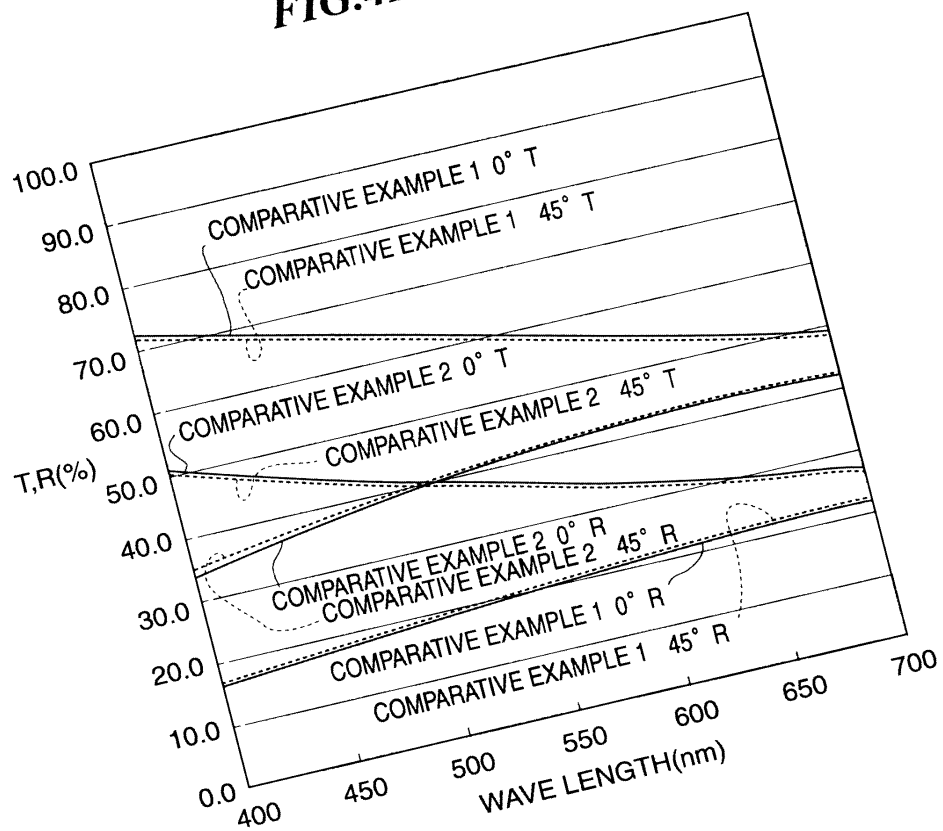 100.0
90.0
80.0
70.0
60.0
50.0
40.0
30.0
20.0
10.0
0.0
T,R(%)
COMPARATIVE EXAMPLE 1 0° T
COMPARATIVE EXAMPLE 1 45° T
COMPARATIVE EXAMPLE 2 0° T
COMPARATIVE EXAMPLE 2 45° T
COMPARATIVE EXAMPLE 2 0° R
COMPARATIVE EXAMPLE 2 45° R
COMPARATIVE EXAMPLE 1 0° R
COMPARATIVE EXAMPLE 1 45° R
400
450
500
550
600
650
700
WAVE LENGTH(nm)